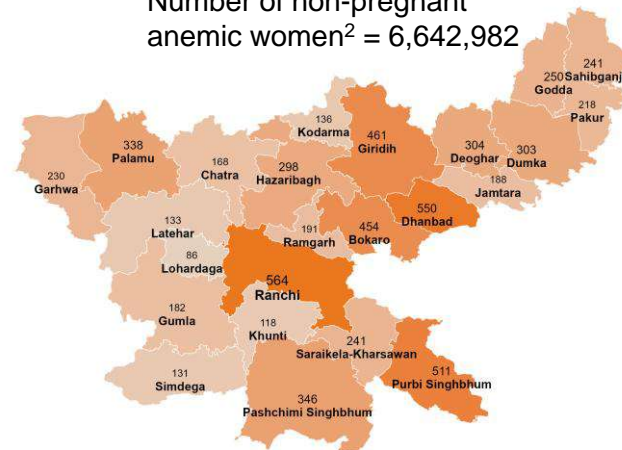 Number of non-pregnant
anemic women² = 6,642,982
241
Sahibganj
250
Godda
218
Pakur
136
Kodarma
461
Giridih
338
Palamu
304
Deoghar
303
Dumka
168
Chatra
298
Hazaribagh
230
Garhwa
188
Jamtara
550
Dhanbad
133
Latehar
191
Ramgarh
454
Bokaro
86
Lohardaga
564
Ranchi
182
Gumla
118
Khunti
241
Saraikela-Kharsawan
131
Simdega
511
Purbi Singhbhum
346
Pashchimi Singhbhum